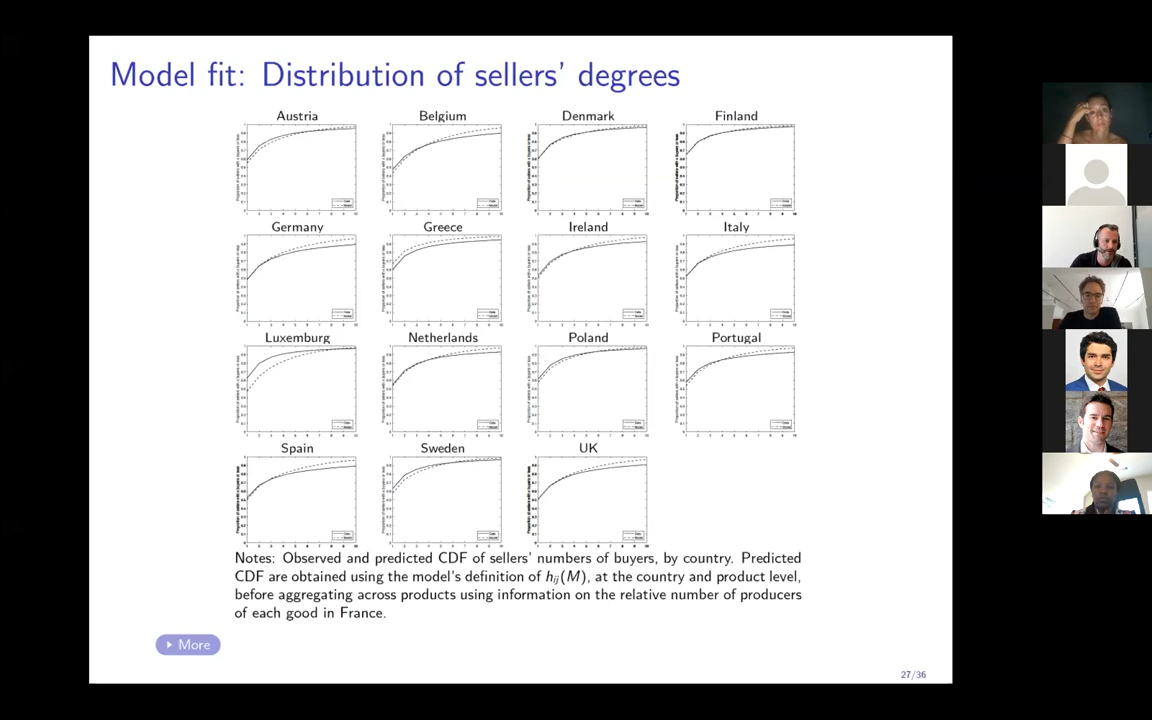 Model fit: Distribution of sellers' degrees
Austria Belgium Denmark Finland
Germany Greece Ireland Italy
Luxemburg Netherlands Poland Portugal
Spain Sweden UK
Notes: Observed and predicted CDF of sellers' numbers of buyers, by country. Predicted
CDF are obtained using the model's definition of hij(M), at the country and product level,
before aggregating across products using information on the relative number of producers
of each good in France.
More
27/36